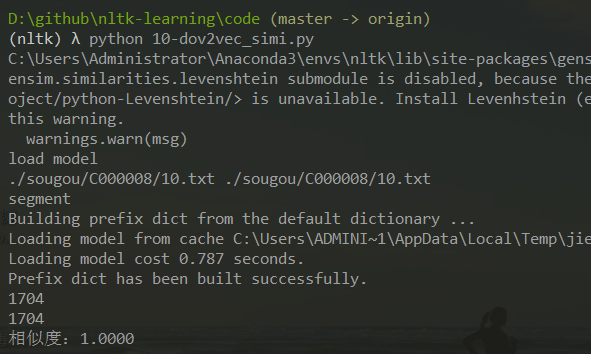 D:\github\nltk-learning\code (master -> origin)
(nltk) λ python 10-dov2vec_simi.py
C:\Users\Administrator\Anaconda3\envs\nltk\lib\site-packages\gens
ensim.similarities.levenshtein submodule is disabled, because the
oject/python-Levenshtein/> is unavailable. Install Levenhstein (e
this warning.
warnings.warn(msg)
load model
./sougou/C000008/10.txt ./sougou/C000008/10.txt
segment
Building prefix dict from the default dictionary ...
Loading model from cache C:\Users\ADMINI~1\AppData\Local\Temp\jie
Loading model cost 0.787 seconds.
Prefix dict has been built successfully.
1704
1704
相似度：1.0000